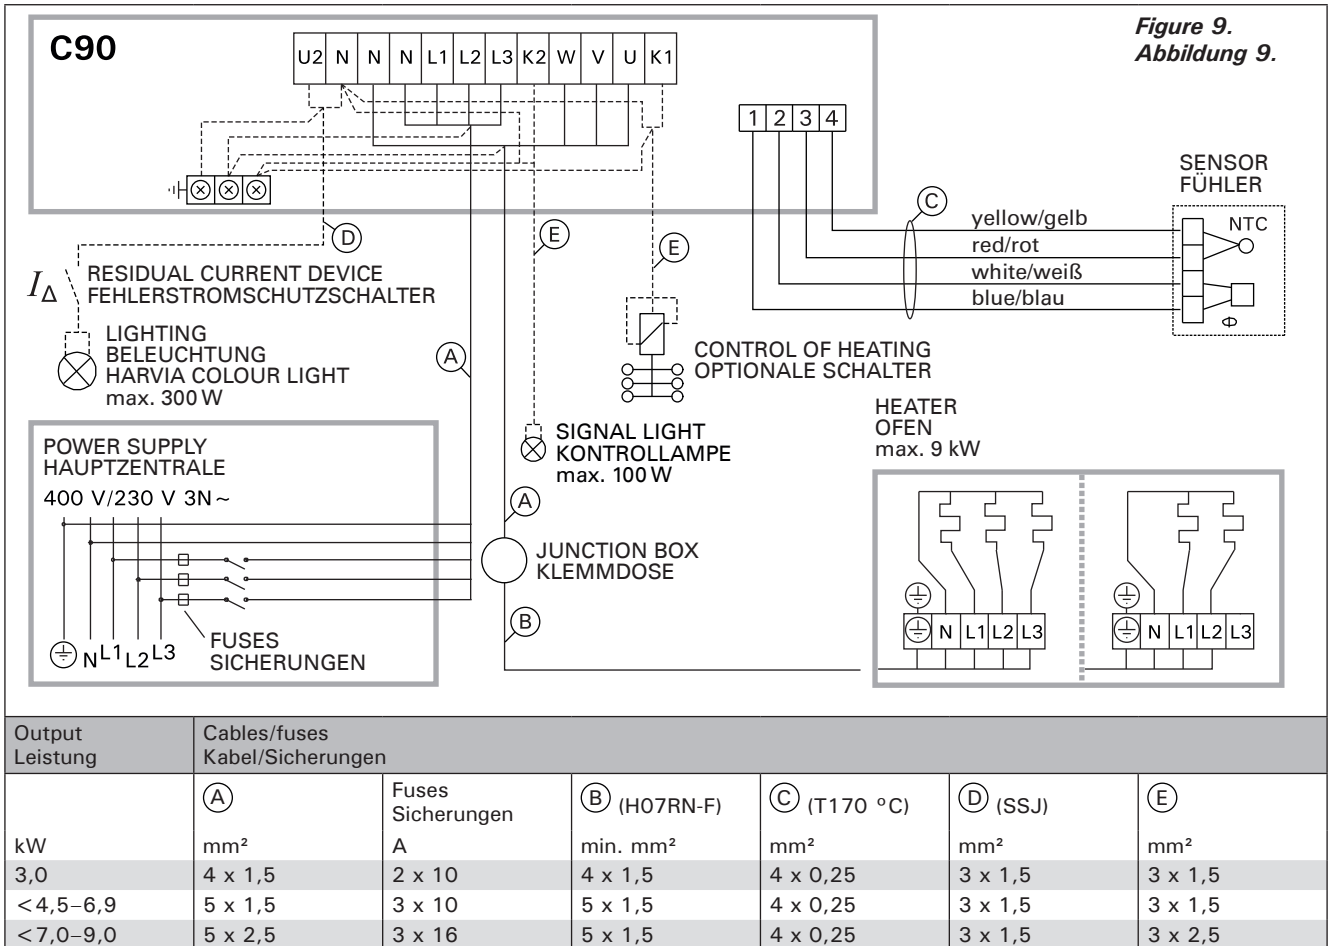 C90
Figure 9.
Abbildung 9.
U2 N N N L1 L2 L3 K2 W V U K1
1 2 3 4
SENSOR
FÜHLER
NTC
C
yellow/gelb
red/rot
white/weiß
blue/blau
D
E
E
I∆
RESIDUAL CURRENT DEVICE
FEHLERSTROMSCHUTZSCHALTER
LIGHTING
BELEUCHTUNG
HARVIA COLOUR LIGHT
max. 300 W
A
CONTROL OF HEATING
OPTIONALE SCHALTER
SIGNAL LIGHT
KONTROLLAMPE
max. 100 W
HEATER
OFEN
max. 9 kW
POWER SUPPLY
HAUPTZENTRALE
400 V/230 V 3N ~
A
JUNCTION BOX
KLEMMDOSE
B
N L1 L2 L3
FUSES
SICHERUNGEN
N L1 L2 L3
N L1 L2 L3
Output
Leistung
Cables/fuses
Kabel/Sicherungen
A
Fuses
Sicherungen
B (H07RN-F)
C (T170 °C)
D (SSJ)
E
kW mm² A min. mm² mm² mm² mm²
3,0 4 x 1,5 2 x 10 4 x 1,5 4 x 0,25 3 x 1,5 3 x 1,5
<4,5–6,9 5 x 1,5 3 x 10 5 x 1,5 4 x 0,25 3 x 1,5 3 x 1,5
<7,0–9,0 5 x 2,5 3 x 16 5 x 1,5 4 x 0,25 3 x 1,5 3 x 2,5